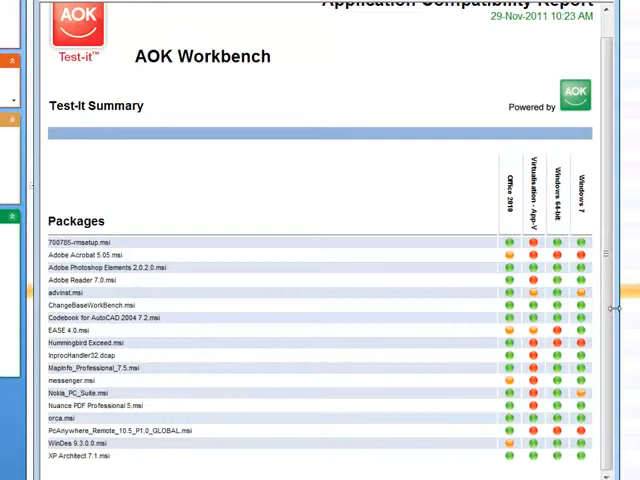 Application Compatibility Report
29-Nov-2011 10:23 AM
AOK
Test-it™
AOK Workbench
Test-It Summary
Powered by
AOK
Office 2010
Virtualisation - App-V
Windows 64-bit
Windows 7
Packages
700785-rmsetup.msi
Adobe Acrobat 5.05.msi
Adobe Photoshop Elements 2.0.2.0.msi
Adobe Reader 7.0.msi
advinst.msi
ChangeBaseWorkBench.msi
Codebook for AutoCAD 2004 7.2.msi
EASE 4.0.msi
Hummingbird Exceed.msi
InprocHandler32.dcap
MapInfo_Professional_7.5.msi
messenger.msi
Nokia_PC_Suite.msi
Nuance PDF Professional 5.msi
orca.msi
PcAnywhere_Remote_10.5_P1.0_GLOBAL.msi
WinDes 9.3.0.0.msi
XP Architect 7.1.msi